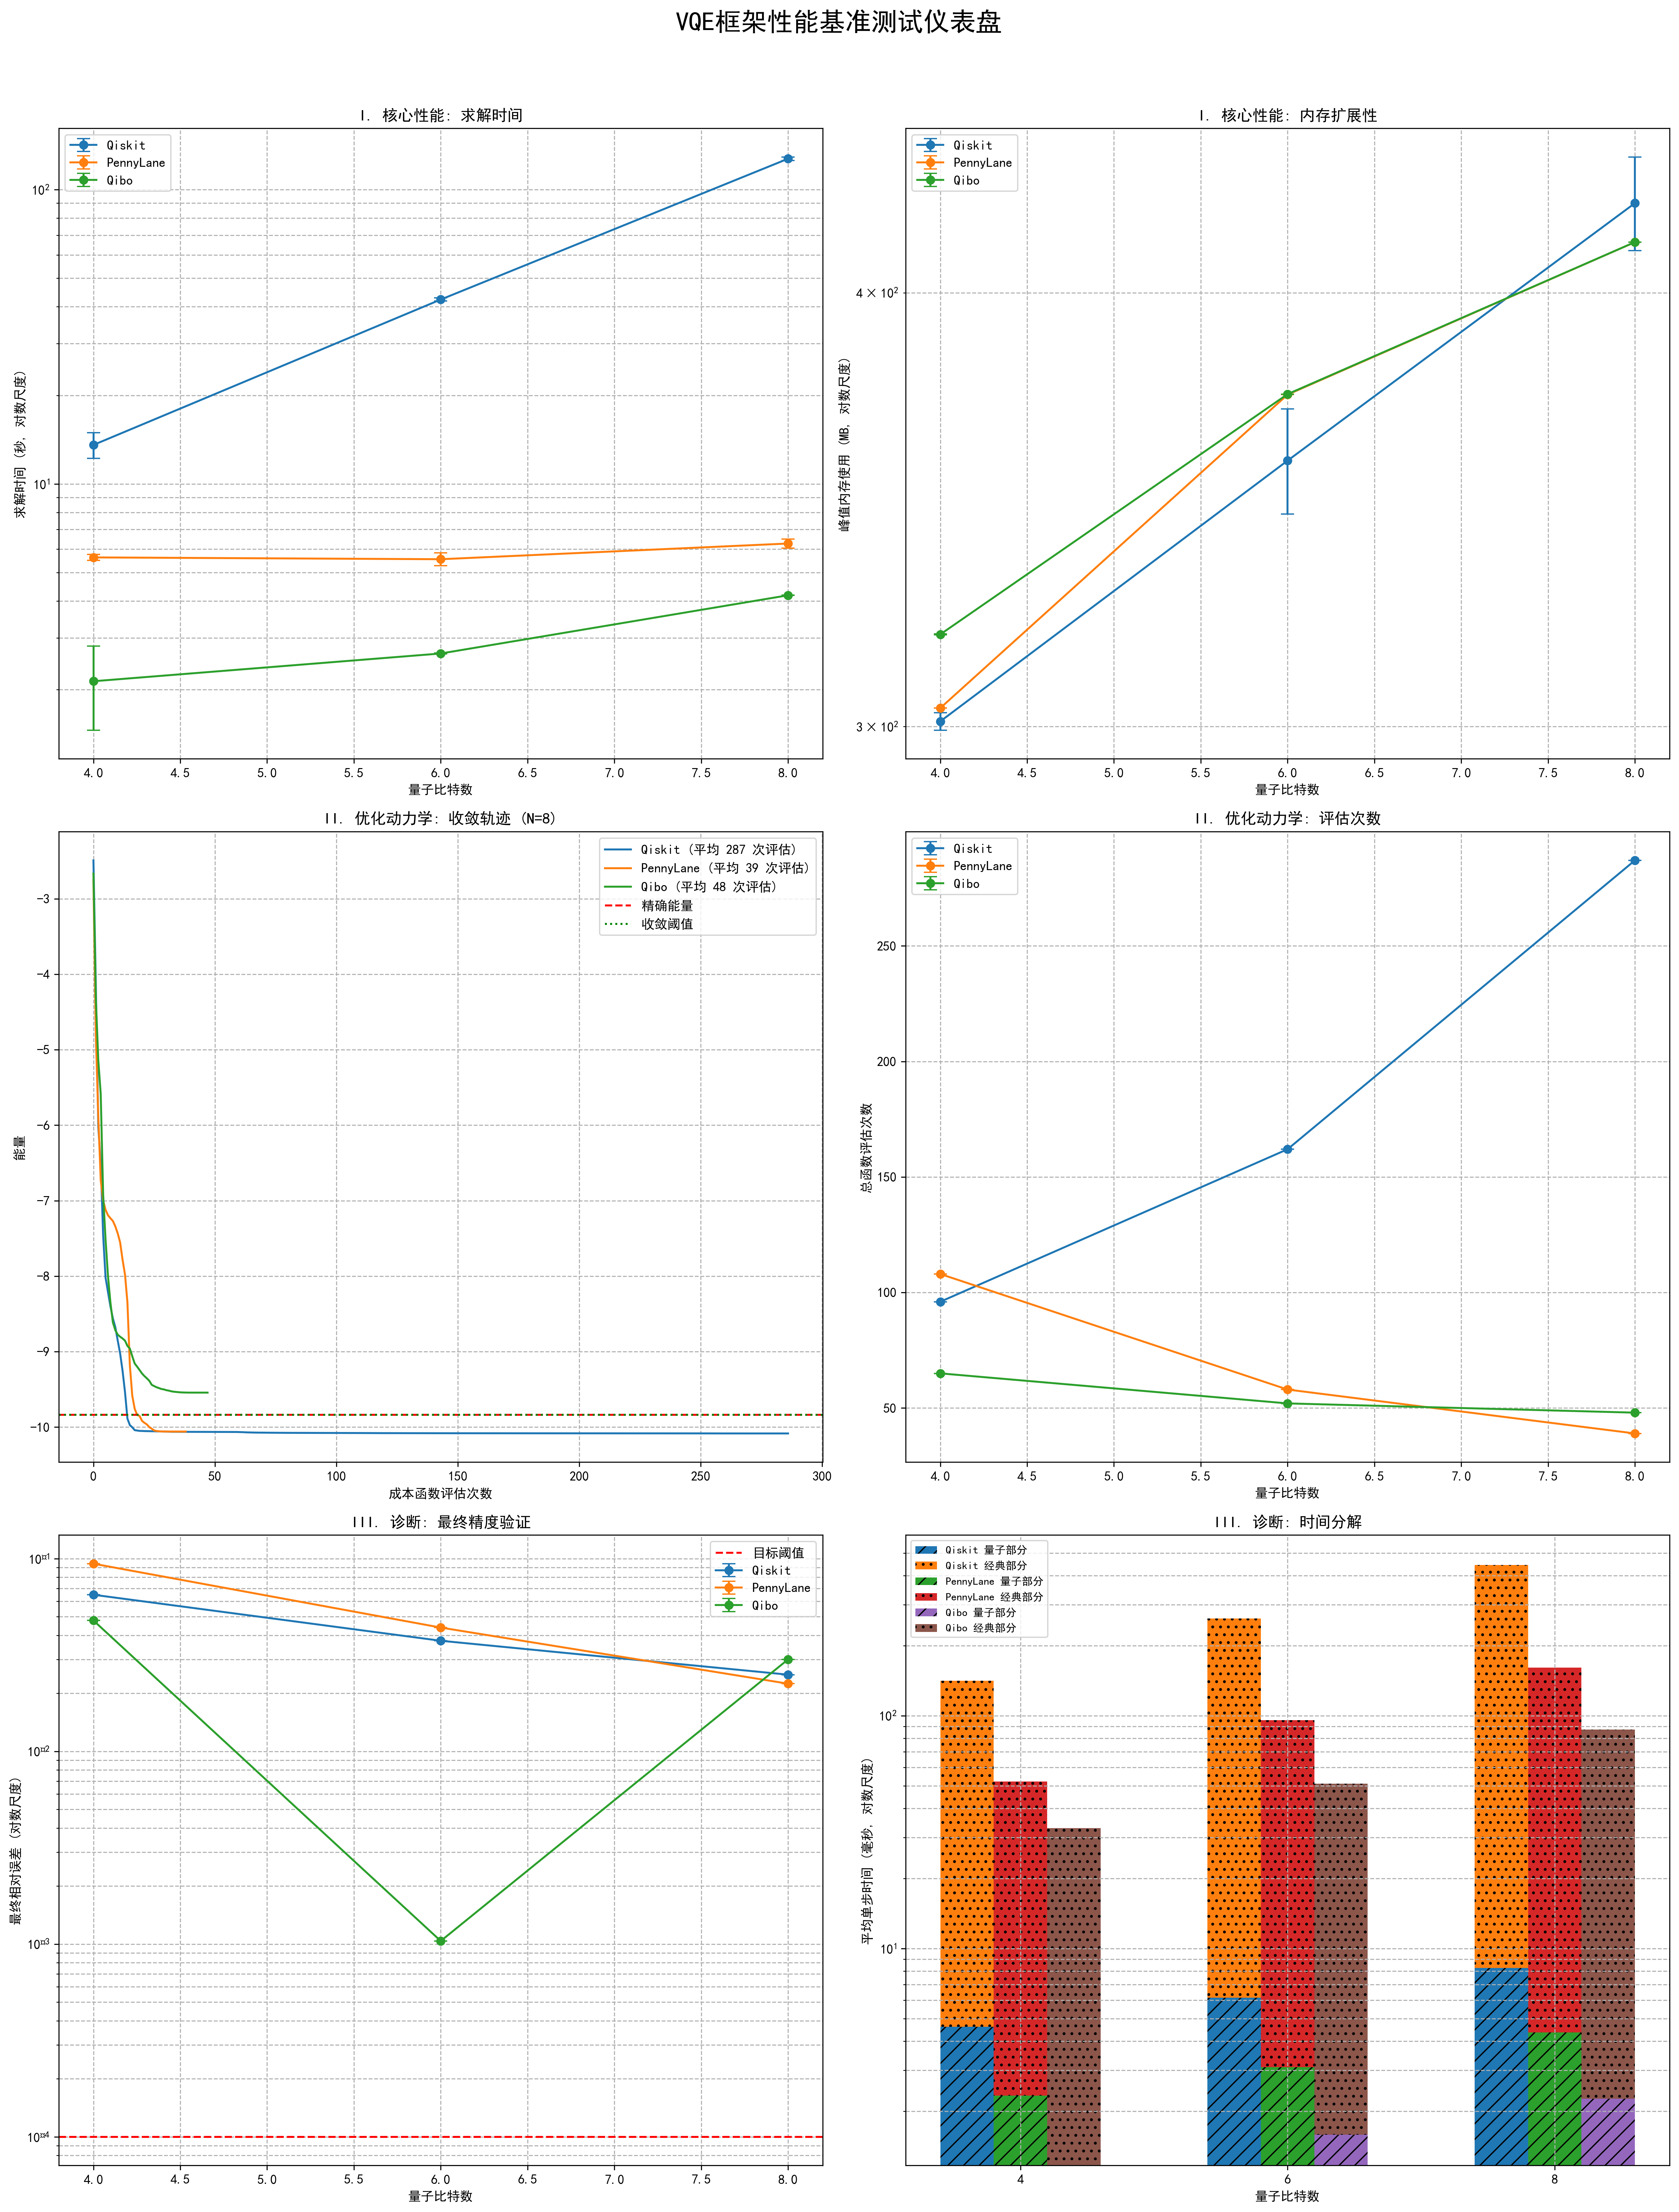 VQE框架性能基准测试仪表盘
I. 核心性能: 求解时间
Qiskit
PennyLane
Qibo
求解时间 (秒, 对数尺度)
10²
10¹
4.0 4.5 5.0 5.5 6.0 6.5 7.0 7.5 8.0
量子比特数
I. 核心性能: 内存扩展性
Qiskit
PennyLane
Qibo
峰值内存使用 (MB, 对数尺度)
4 × 10²
3 × 10²
4.0 4.5 5.0 5.5 6.0 6.5 7.0 7.5 8.0
量子比特数
II. 优化动力学: 收敛轨迹 (N=8)
Qiskit (平均 287 次评估)
PennyLane (平均 39 次评估)
Qibo (平均 48 次评估)
精确能量
收敛阈值
能量
−3
−4
−5
−6
−7
−8
−9
−10
0 50 100 150 200 250 300
成本函数评估次数
II. 优化动力学: 评估次数
Qiskit
PennyLane
Qibo
总函数评估次数
250
200
150
100
50
4.0 4.5 5.0 5.5 6.0 6.5 7.0 7.5 8.0
量子比特数
III. 诊断: 最终精度验证
目标阈值
Qiskit
PennyLane
Qibo
最终相对误差 (对数尺度)
4.0 4.5 5.0 5.5 6.0 6.5 7.0 7.5 8.0
量子比特数
III. 诊断: 时间分解
Qiskit 量子部分
Qiskit 经典部分
PennyLane 量子部分
PennyLane 经典部分
Qibo 量子部分
Qibo 经典部分
平均单步时间 (毫秒, 对数尺度)
10²
10¹
4 6 8
量子比特数